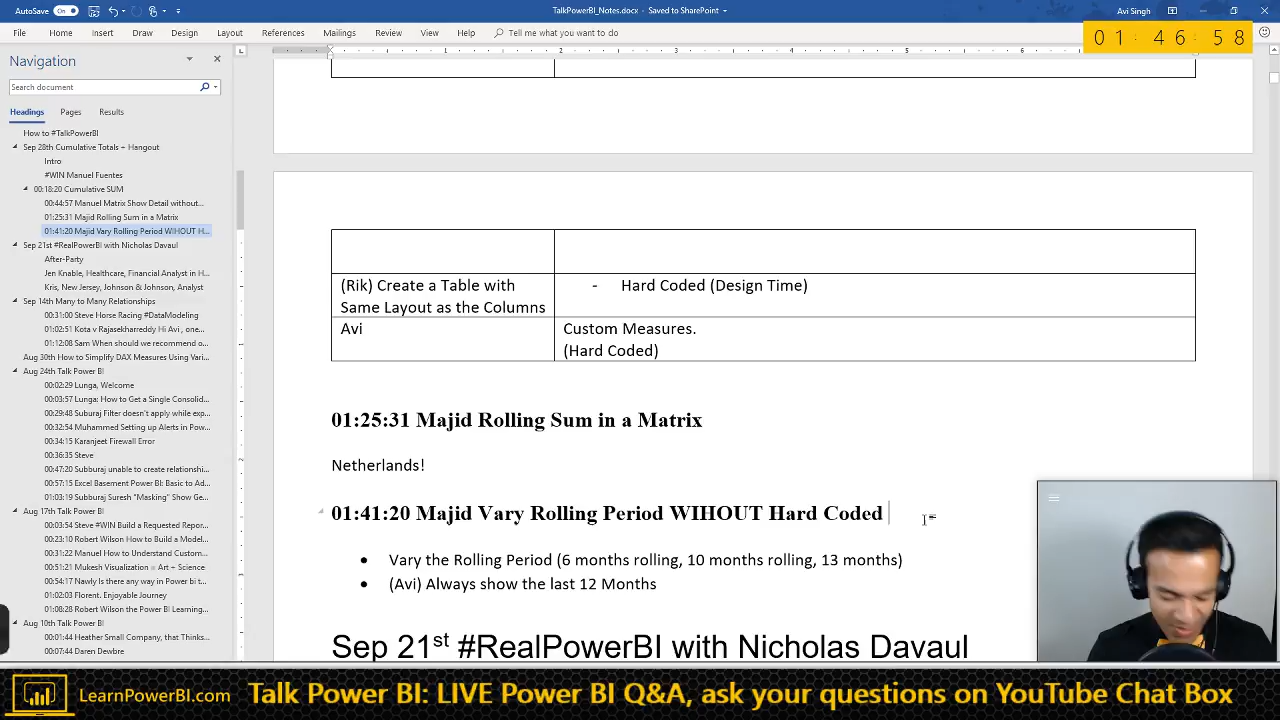 AutoSave On
TalkPowerBI_Notes.docx - Saved to SharePoint
Avi Singh
File Home Insert Draw Design Layout References Mailings Review View Help Tell me what you want to do
01:46:58
Navigation
Search document
Headings Pages Results
How to #TalkPowerBI
Sep 28th Cumulative Totals + Hangout
Intro
#WIN Manuel Fuentes
00:18:20 Cumulative SUM
00:44:57 Manuel Matrix Show Detail without...
01:25:31 Majid Rolling Sum in a Matrix
01:41:20 Majid Vary Rolling Period WIHOUT H...
Sep 21st #RealPowerBI with Nicholas Davaul
After-Party
Jen Knable, Healthcare, Financial Analyst in H...
Kris, New Jersey, Johnson & Johnson, Analyst
Sep 14th Many to Many Relationships
00:31:00 Steve Horse Racing #DataModeling
01:02:51 Kota v Rajasekharreddy Hi Avi , one...
01:12:08 Sam When should we recommend o...
Aug 30th How to Simplify DAX Measures Using Vari...
Aug 24th Talk Power BI
00:02:29 Lunga, Welcome
00:03:57 Lunga: How to Get a Single Consolid...
00:29:48 Suburaj Filter doesn't apply while exp...
00:32:54 Muhammed Setting up Alerts in Pow...
00:34:15 Karanjeet Firewall Error
00:36:35 Steve
00:47:20 Subburaj unable to create relationshi...
00:57:15 Excel Basement Power BI: Basic to Ad...
01:03:19 Subburaj Suresh "Masking" Show Ge...
Aug 17th Talk Power BI
00:03:54 Steve #WIN Build a Requested Repor...
00:23:10 Robert Wilson How to Build a Model...
00:31:22 Manuel How to Understand Custom...
00:51:21 Mukesh Visualization = Art + Science
00:54:17 Nawly Is there any way in Power bi t...
01:02:03 Florent. Enjoyable Journey
01:08:28 Robert Wilson the Power BI Learning...
Aug 10th Talk Power BI
00:01:44 Heather Small Company, that Thinks...
00:07:44 Daren Dewbre
(Rik) Create a Table with
Same Layout as the Columns
- Hard Coded (Design Time)
Avi
Custom Measures.
(Hard Coded)
01:25:31 Majid Rolling Sum in a Matrix
Netherlands!
01:41:20 Majid Vary Rolling Period WIHOUT Hard Coded
• Vary the Rolling Period (6 months rolling, 10 months rolling, 13 months)
• (Avi) Always show the last 12 Months
Sep 21st #RealPowerBI with Nicholas Davaul
LearnPowerBI.com
Talk Power BI: LIVE Power BI Q&A, ask your questions on YouTube Chat Box